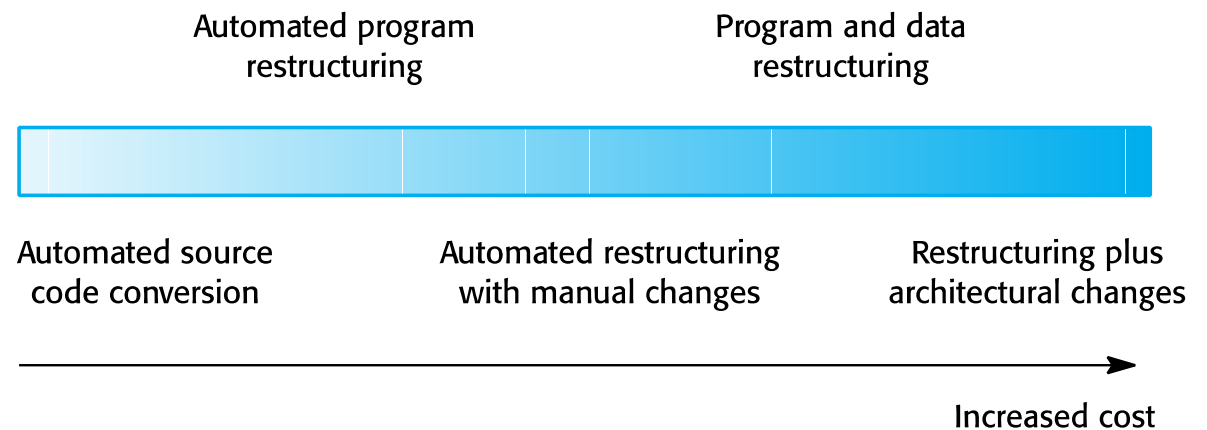 Automated program
restructuring
Program and data
restructuring
Automated source
code conversion
Automated restructuring
with manual changes
Restructuring plus
architectural changes
Increased cost